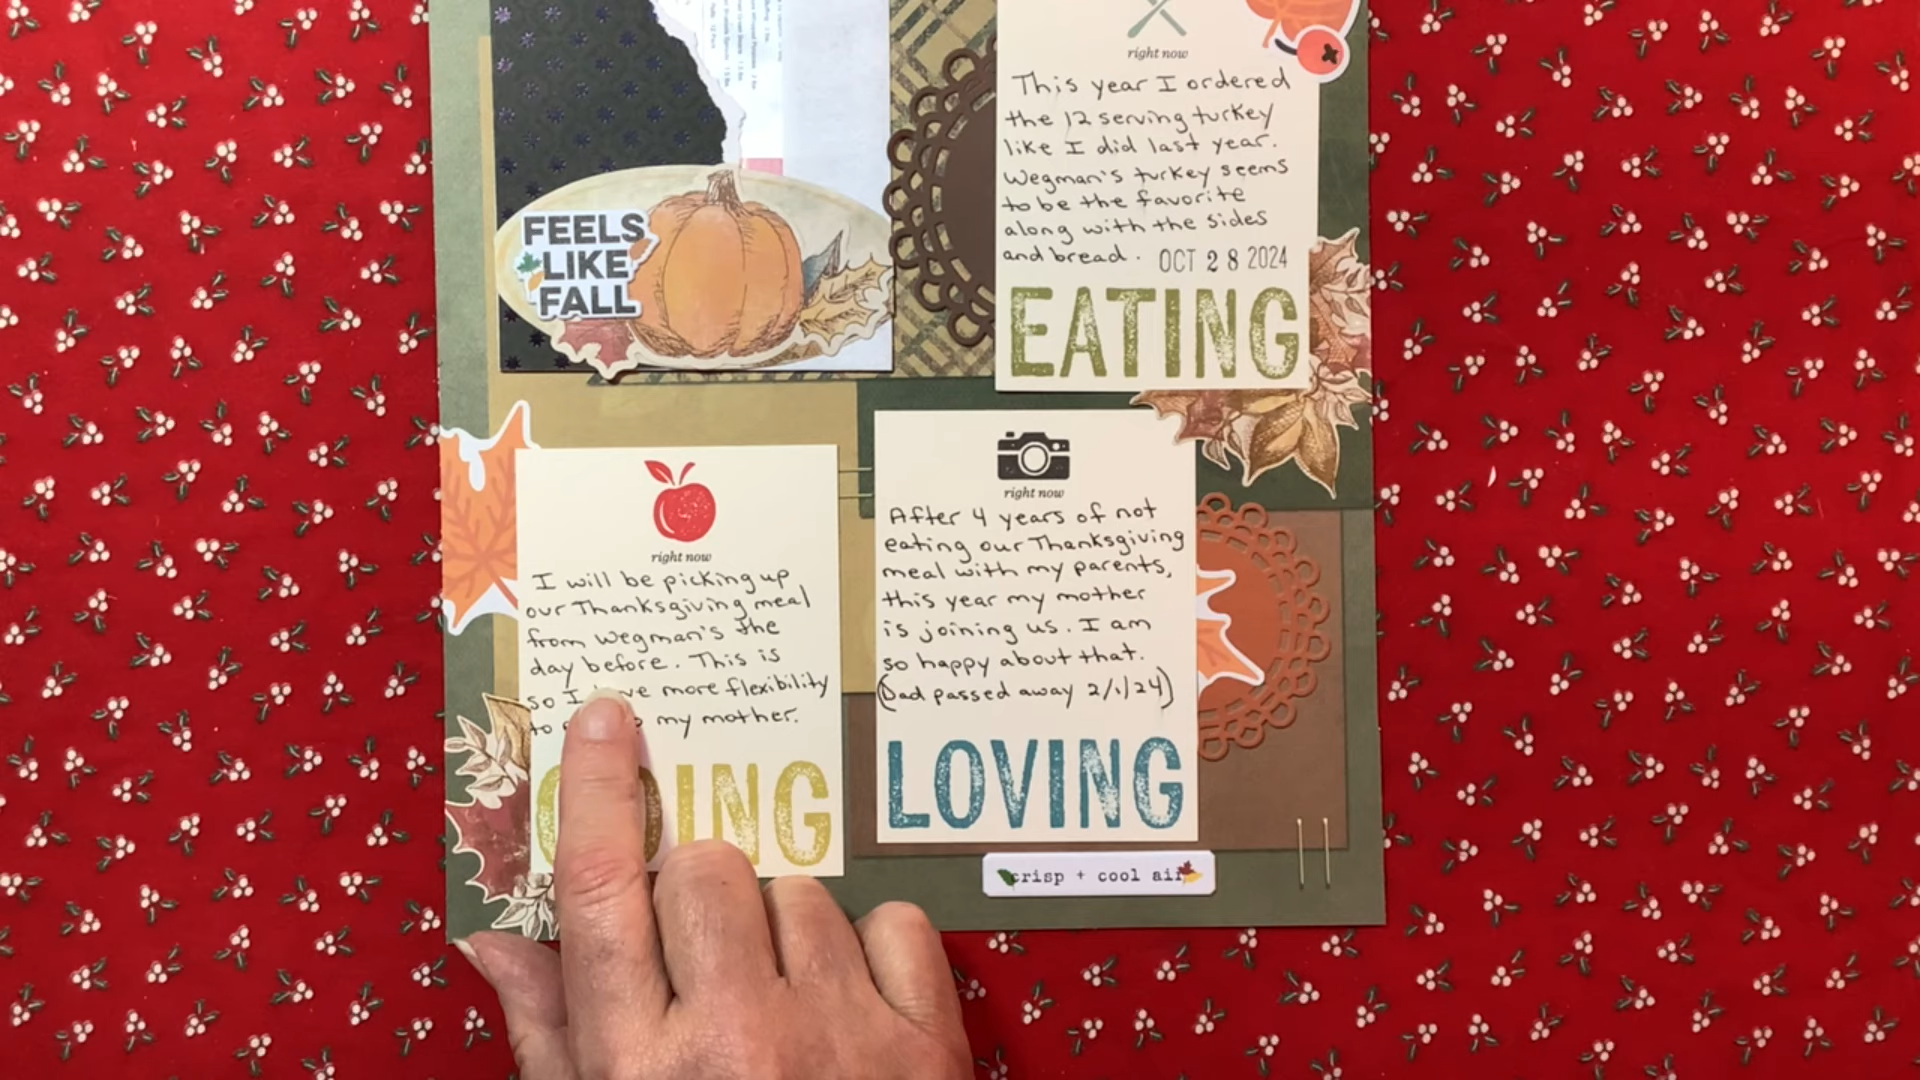 right now
This year I ordered
the 12 serving turkey
like I did last year.
Wegman's turkey seems
to be the favorite
along with the sides
and bread. OCT 28 2024
EATING
FEELS
LIKE
FALL
right now
I will be picking up
our Thanksgiving meal
from Wegman's the
day before. This is
so I more flexibility
to my mother.
right now
After 4 years of not
eating our Thanksgiving
meal with my parents,
this year my mother
is joining us. I am
so happy about that.
(Dad passed away 2/1/24)
LOVING
crisp + cool air